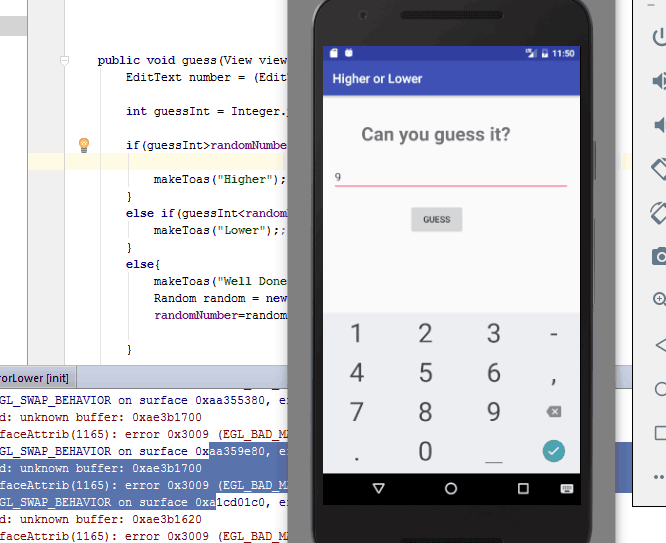 public void guess(View view
EditText number = (Edit
int guessInt = Integer.
if(guessInt>randomNumbe
makeToas("Higher");
}
else if(guessInt<random
makeToas("Lower");;
}
else{
makeToas("Well Done
Random random = new
randomNumber=random
}
orLower [init]
GL_SWAP_BEHAVIOR on surface 0xaa355380, e
d: unknown buffer: 0xae3b1700
faceAttrib(1165): error 0x3009 (EGL_BAD_M
GL_SWAP_BEHAVIOR on surface 0xaa359e80, e
d: unknown buffer: 0xae3b1700
faceAttrib(1165): error 0x3009 (EGL_BAD_M
GL_SWAP_BEHAVIOR on surface 0xa1cd01c0, e
d: unknown buffer: 0xae3b1620
faceAttrib(1165): error 0x3009 (EGL_BAD_M
11:50
Higher or Lower
Can you guess it?
9
GUESS
1 2 3 -
4 5 6 ,
7 8 9
. 0 _